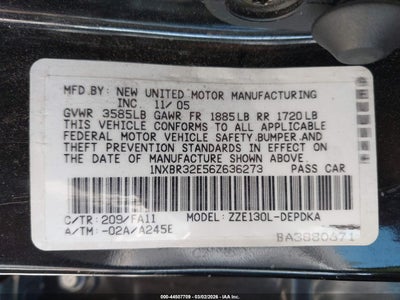 MFD BY: NEW UNITED MOTOR MANUFACTURING
INC. 11/05
GVWR 3585LB GAWR FR 1885LB RR 1720LB
THIS VEHICLE CONFORMS TO ALL APPLICABLE
FEDERAL MOTOR VEHICLE SAFETY, BUMPER, AND
THEFT PREVENTION STANDARDS IN EFFECT ON
THE DATE OF MANUFACTURE SHOWN ABOVE.
1NXBR32E56Z636273 PASS CAR
C/TR: 209/FA11 MODEL: ZZE130L-DEPDKA
A/TM: -02A/A245E BA3880671
000-44507709 - 03/02/2026 -